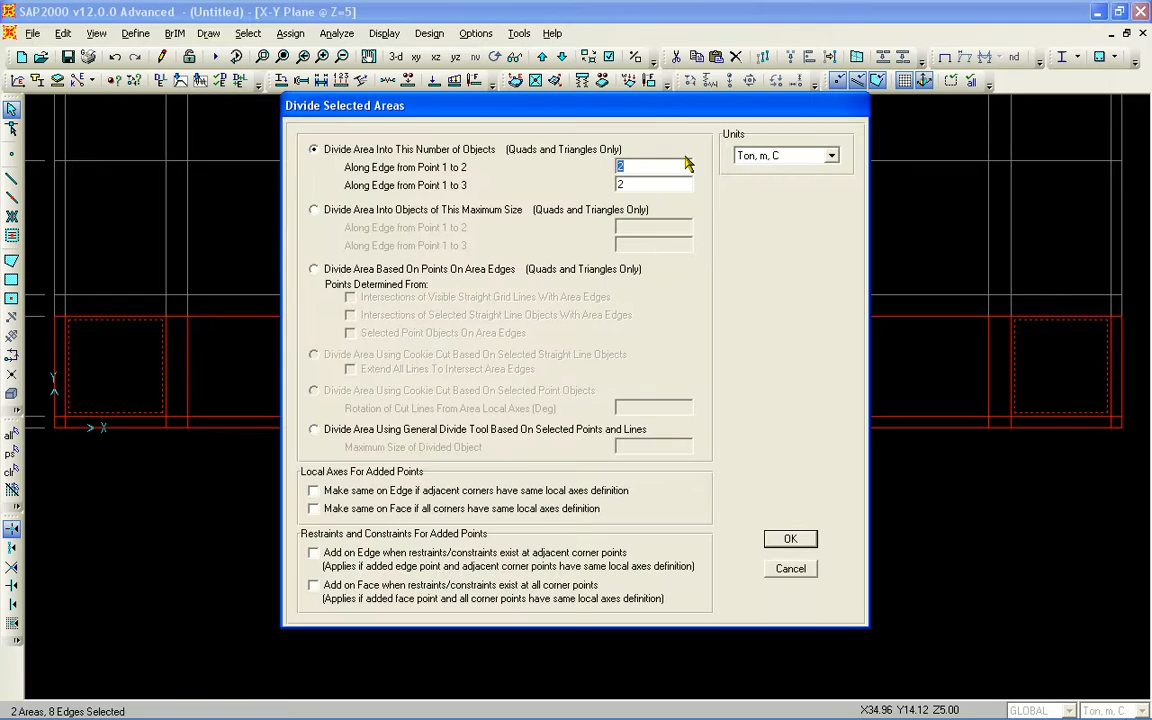 SAP2000 v12.0.0 Advanced - (Untitled) - [X-Y Plane @ Z=5]
File Edit View Define BrIM Draw Select Assign Analyze Display Design Options Tools Help
3-d xy xz yz nv
nd
all
Divide Selected Areas
Divide Area Into This Number of Objects (Quads and Triangles Only)
Along Edge from Point 1 to 2 2
Along Edge from Point 1 to 3 2
Divide Area Into Objects of This Maximum Size (Quads and Triangles Only)
Along Edge from Point 1 to 2
Along Edge from Point 1 to 3
Divide Area Based on Points On Area Edges (Quads and Triangles Only)
Points Determined From:
Intersections of Visible Straight Grid Lines With Area Edges
Intersections of Selected Straight Line Objects With Area Edges
Selected Point Objects On Area Edges
Divide Area Using Cookie Cut Based On Selected Straight Line Objects
Extend All Lines To Intersect Area Edges
Divide Area Using Cookie Cut Based On Selected Point Objects
Rotation of Cut Lines From Area Local Axes (Deg)
Divide Area Using General Divide Tool Based On Selected Points and Lines
Maximum Size of Divided Object
Local Axes For Added Points
Make same on Edge if adjacent corners have same local axes definition
Make same on Face if all corners have same local axes definition
Restraints and Constraints For Added Points
Add on Edge when restraints/constraints exist at adjacent corner points
(Applies if added edge point and adjacent corner points have same local axes definition)
Add on Face when restraints/constraints exist at all corner points
(Applies if added face point and all corner points have same local axes definition)
Units
Ton, m, C
OK
Cancel
Y
X
all
ps
clr
2 Areas, 8 Edges Selected
X34.96 Y14.12 Z5.00
GLOBAL
Ton, m, C